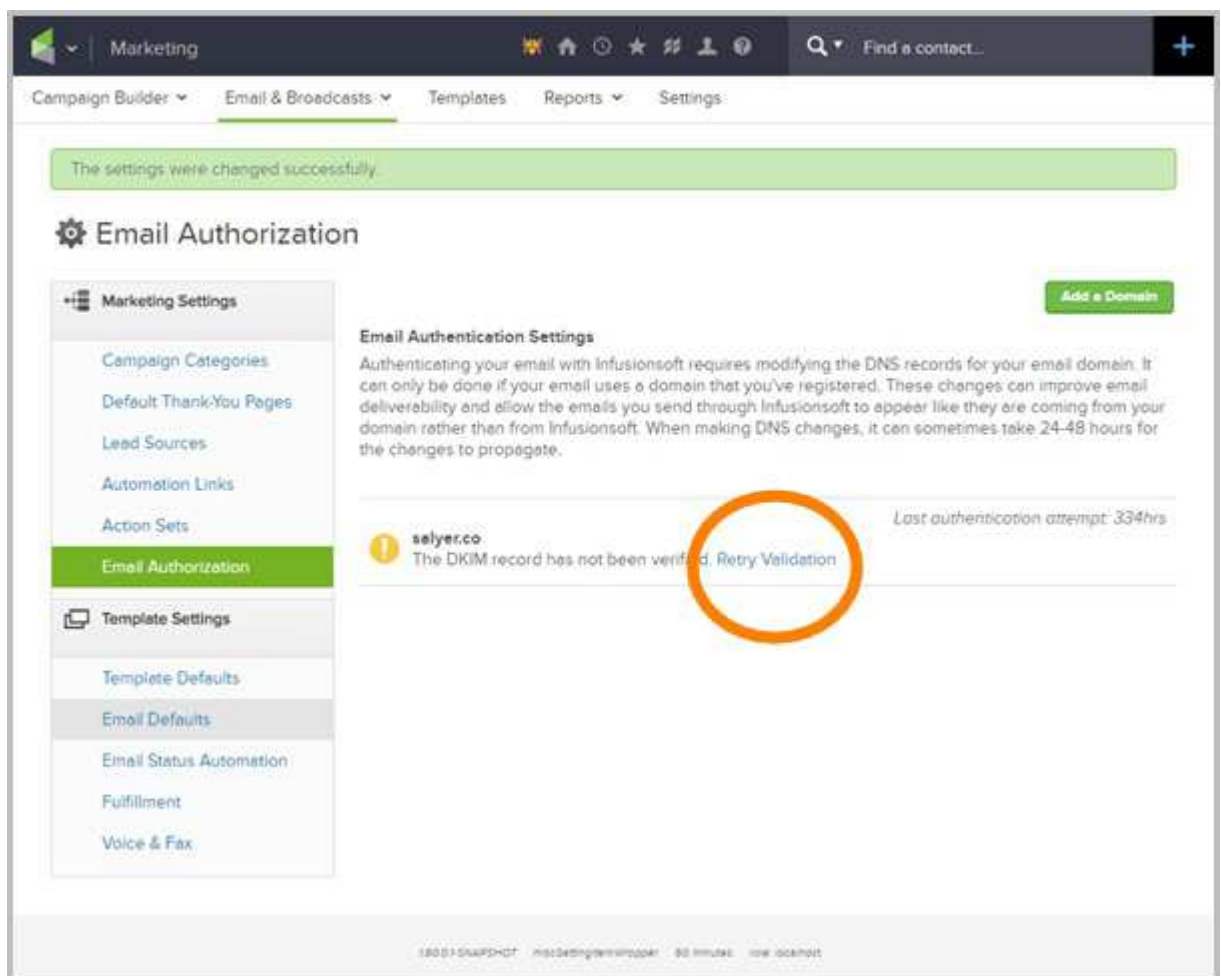 Marketing
Find a contact...
Campaign Builder
Email & Broadcasts
Templates
Reports
Settings
The settings were changed successfully.
Email Authorization
Marketing Settings
Campaign Categories
Default Thank-You Pages
Lead Sources
Automation Links
Action Sets
Email Authorization
Template Settings
Template Defaults
Email Defaults
Email Status Automation
Fulfillment
Voice & Fax
Add a Domain
Email Authentication Settings
Authenticating your email with Infusionsoft requires modifying the DNS records for your email domain. It
can only be done if your email uses a domain that you've registered. These changes can improve email
deliverability and allow the emails you send through Infusionsoft to appear like they are coming from your
domain rather than from Infusionsoft. When making DNS changes, it can sometimes take 24-48 hours for
the changes to propagate.
Last authentication attempt: 334hrs
salyer.co
The DKIM record has not been verified. Retry Validation
60 minutes